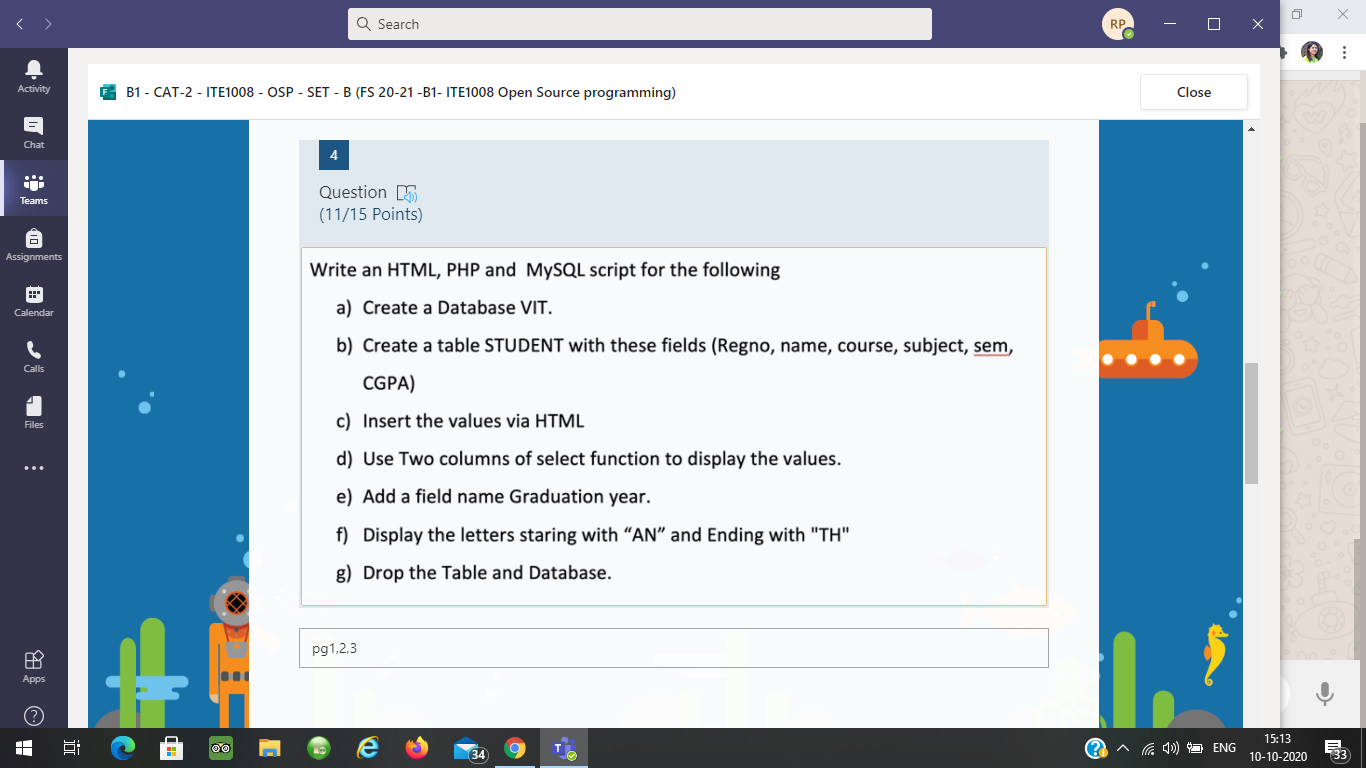 Search
RP
Activity
Chat
Teams
Assignments
Calendar
Calls
Files
Apps
B1 - CAT-2 - ITE1008 - OSP - SET - B (FS 20-21 -B1- ITE1008 Open Source programming)
Close
4
Question
(11/15 Points)
Write an HTML, PHP and MySQL script for the following
a) Create a Database VIT.
b) Create a table STUDENT with these fields (Regno, name, course, subject, sem,
CGPA)
c) Insert the values via HTML
d) Use Two columns of select function to display the values.
e) Add a field name Graduation year.
f) Display the letters staring with “AN” and Ending with "TH"
g) Drop the Table and Database.
pg1,2,3
34
ENG
15:13
10-10-2020
33